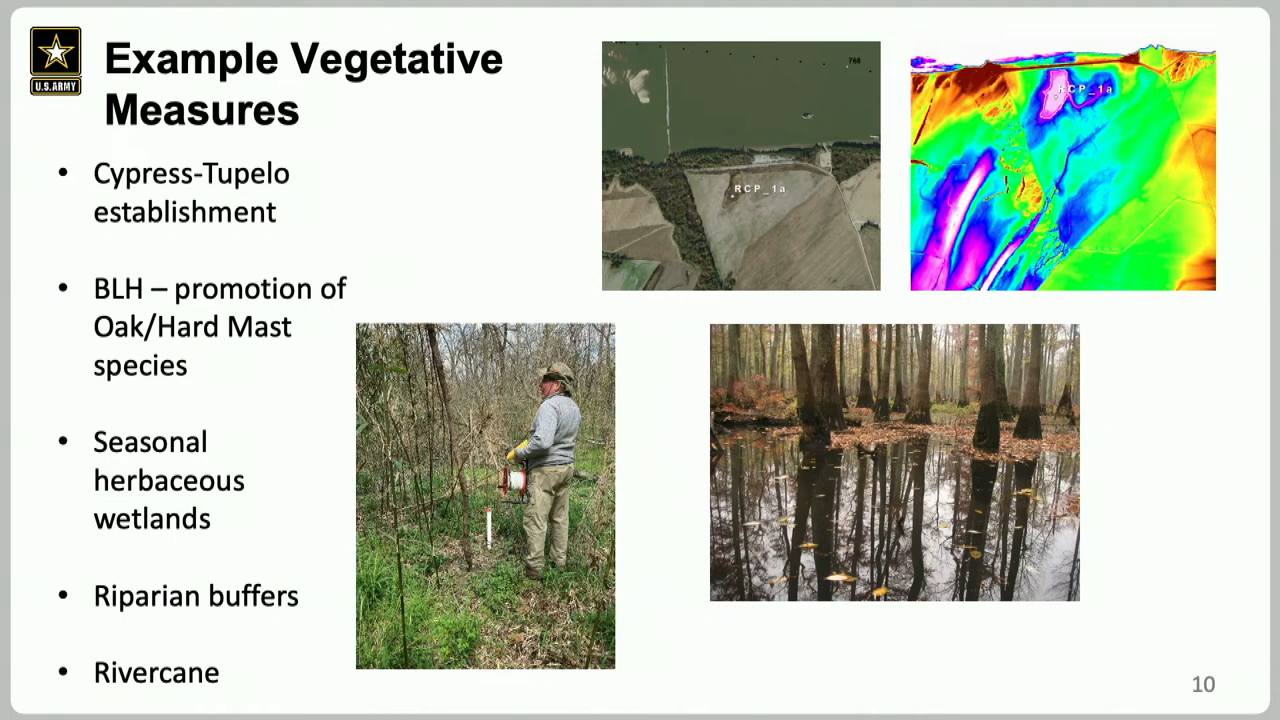 U.S.ARMY
Example Vegetative
Measures
• Cypress-Tupelo
establishment
• BLH – promotion of
Oak/Hard Mast
species
• Seasonal
herbaceous
wetlands
• Riparian buffers
• Rivercane
768
RCP_1a
RCP_1a
10